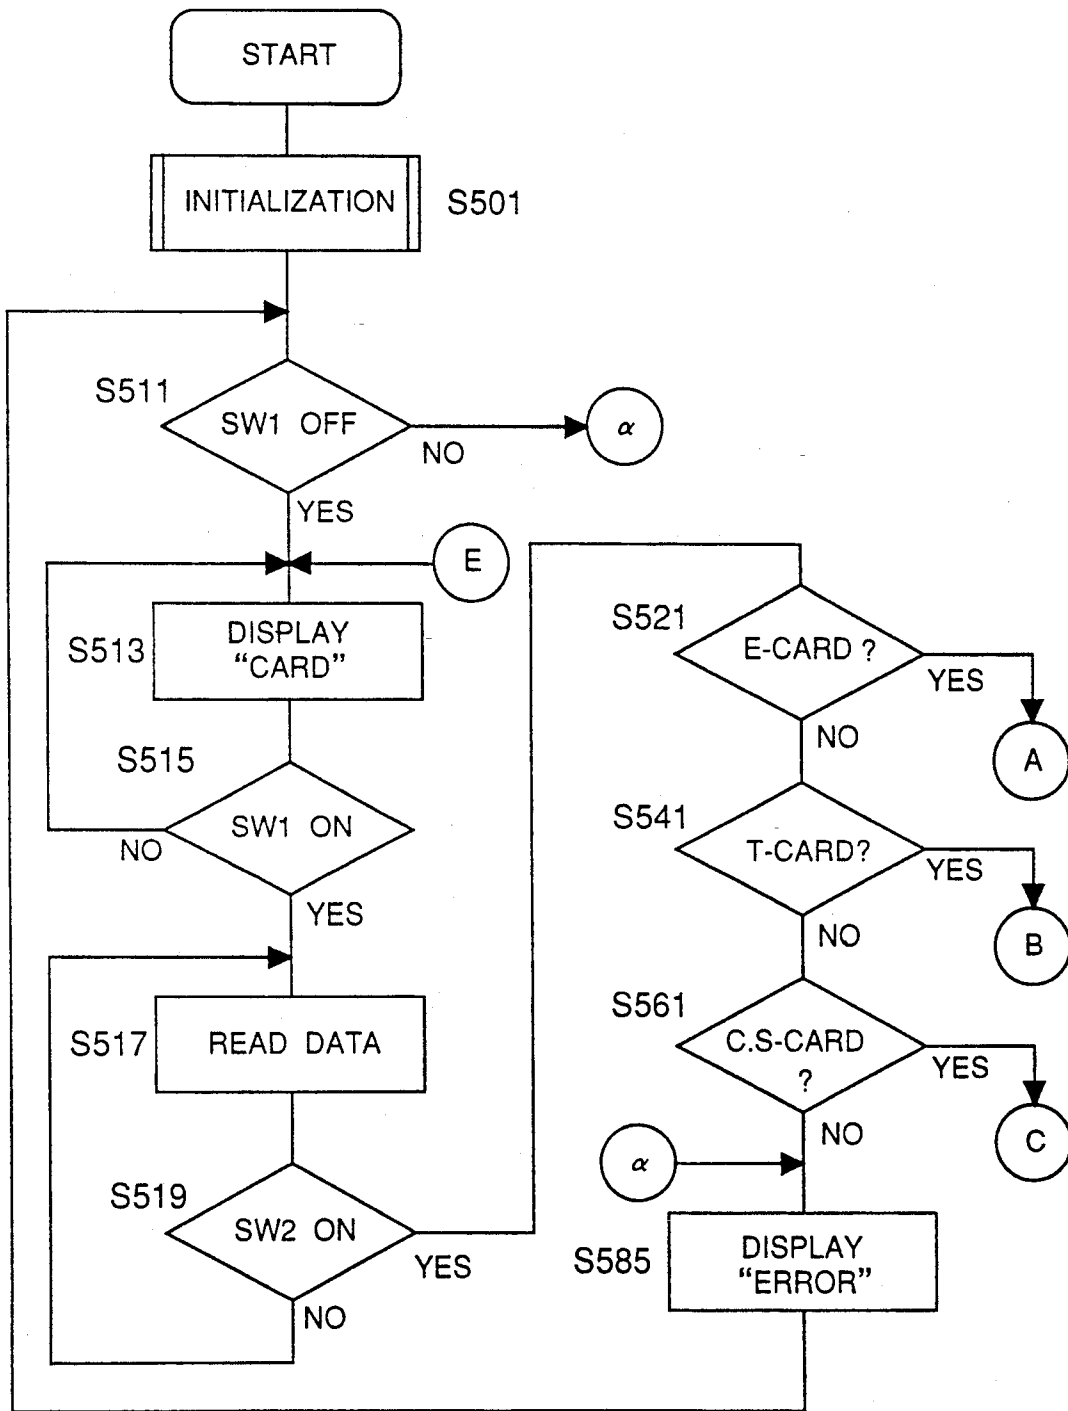 START
INITIALIZATION
S501
S511
SW1 OFF
NO
α
YES
E
S513
DISPLAY
“CARD”
S515
SW1 ON
NO
YES
S517
READ DATA
S519
SW2 ON
YES
NO
S521
E-CARD ?
YES
NO
A
S541
T-CARD?
YES
NO
B
S561
C.S-CARD
?
YES
NO
C
α
S585
DISPLAY
“ERROR”